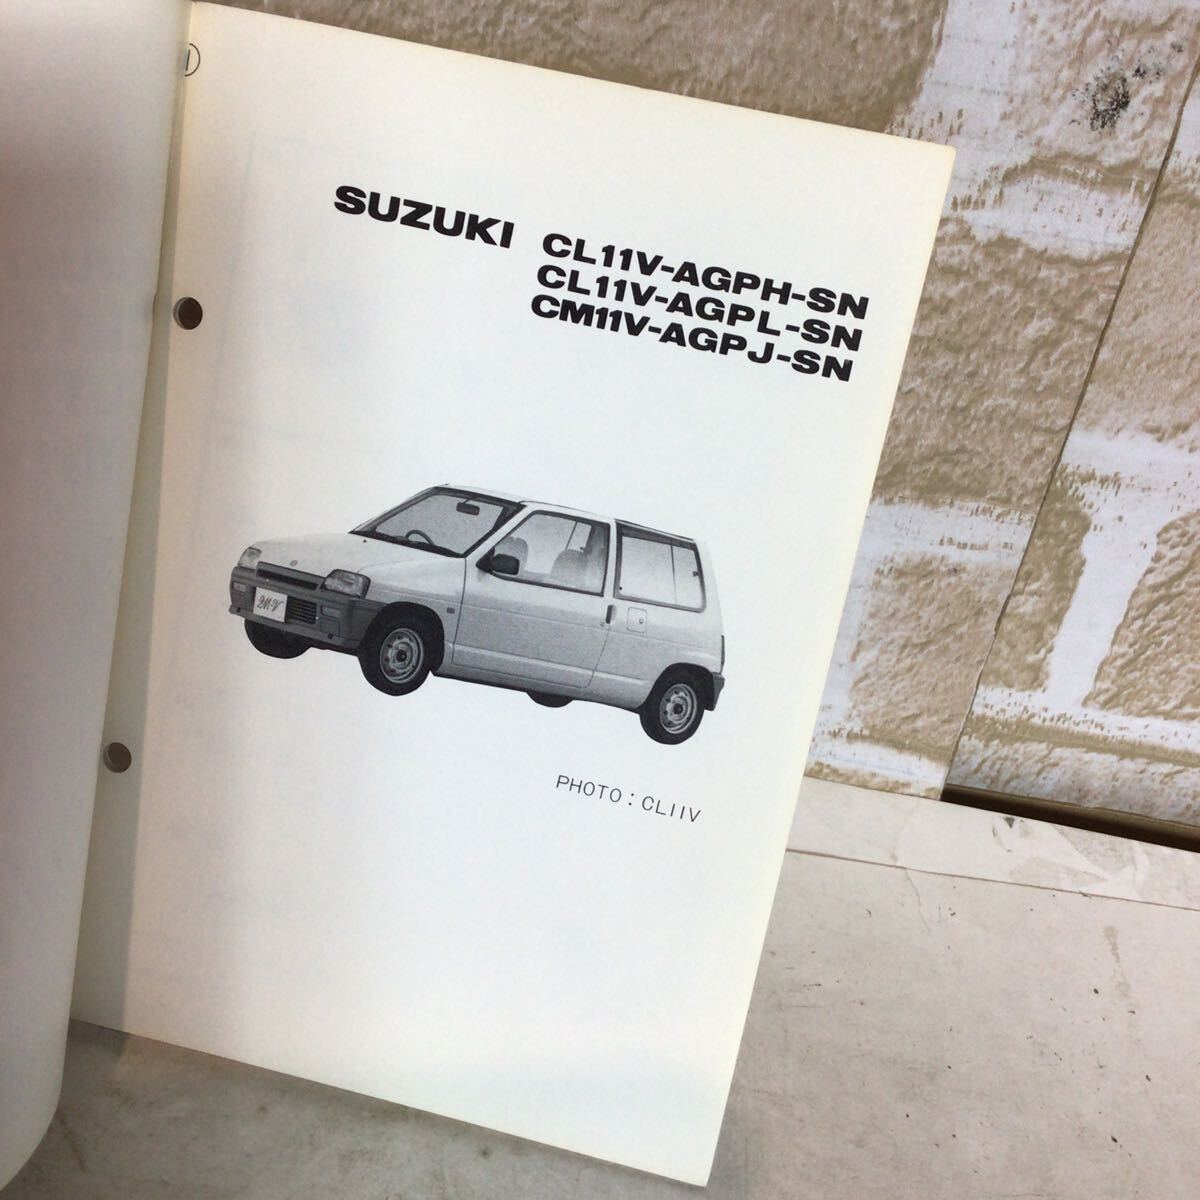 SUZUKI CL11V-AGPH-SN
CL11V-AGPL-SN
CM11V-AGPJ-SN
PHOTO：CL11V